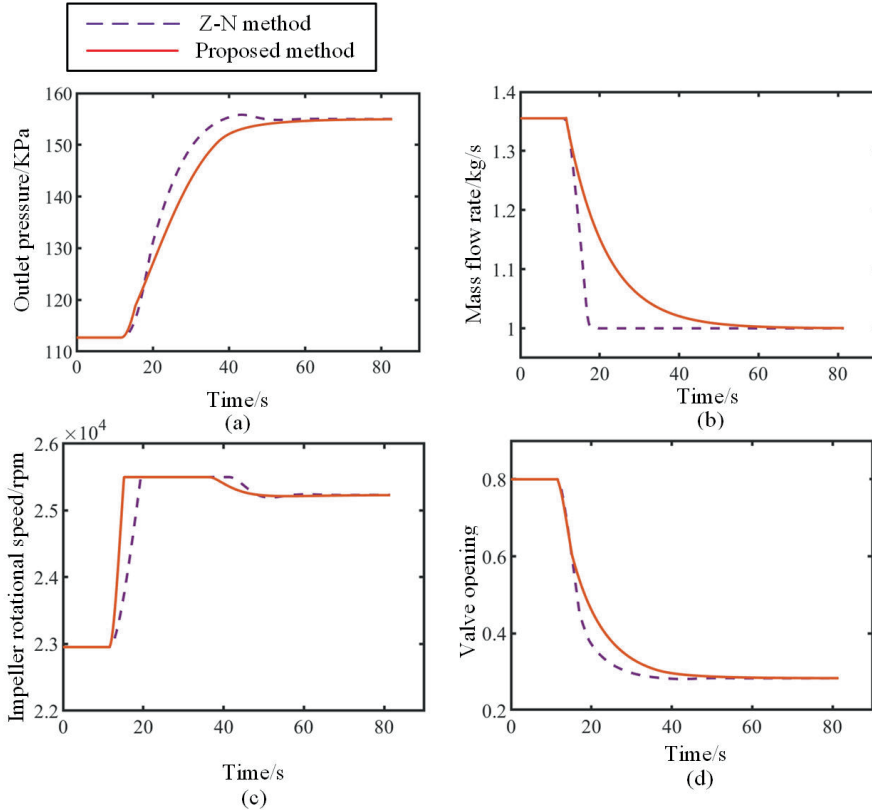 Z-N method
Proposed method
Outlet pressure/KPa
160
150
140
130
120
110
0 20 40 60 80
Time/s
(a)
Mass flow rate/kg/s
1.4
1.3
1.2
1.1
1
0 20 40 60 80
Time/s
(b)
Impeller rotational speed/rpm
×10⁴
2.6
2.5
2.4
2.3
2.2
0 20 40 60 80
Time/s
(c)
Valve opening
0.8
0.6
0.4
0.2
0 20 40 60 80
Time/s
(d)